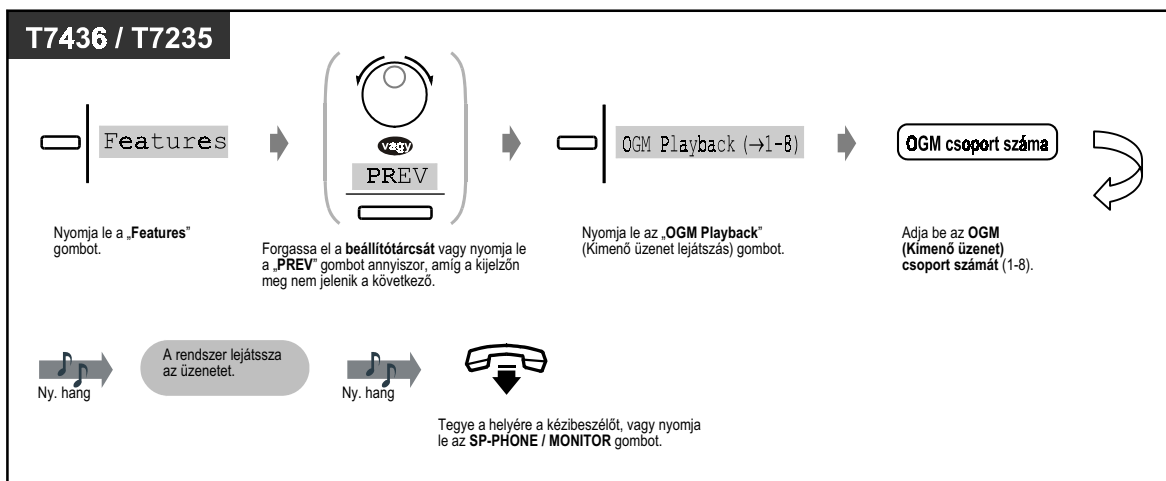 T7436 / T7235
Features
vagy
PREV
OGM Playback (→1-8)
OGM csoport száma
Nyomja le a „Features”
gombot.
Forgassa el a beállítótárcsát vagy nyomja le
a „PREV” gombot annyiszor, amíg a kijelzőn
meg nem jelenik a következő.
Nyomja le az „OGM Playback”
(Kimenő üzenet lejátszás) gombot.
Adja be az OGM
(Kimenő üzenet)
csoport számát (1-8).
Ny. hang
A rendszer lejátssza
az üzenetet.
Ny. hang
Tegye a helyére a kézibeszélőt, vagy nyomja
le az SP-PHONE / MONITOR gombot.